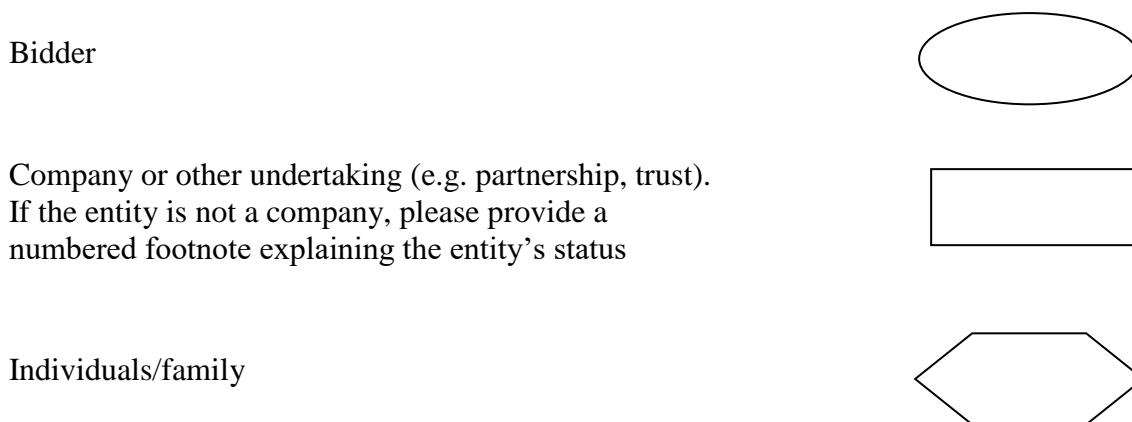 Bidder
Company or other undertaking (e.g. partnership, trust).
If the entity is not a company, please provide a
numbered footnote explaining the entity’s status
Individuals/family